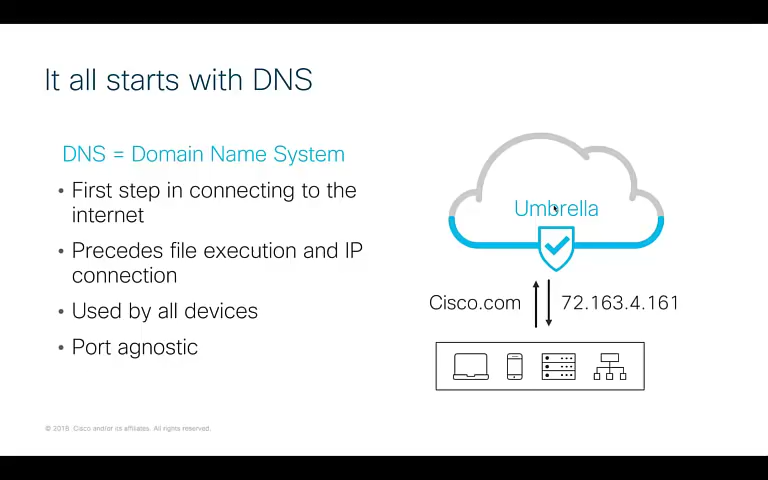 It all starts with DNS
DNS = Domain Name System
• First step in connecting to the
internet
• Precedes file execution and IP
connection
• Used by all devices
• Port agnostic
Umbrella
Cisco.com
72.163.4.161
© 2018 Cisco and/or its affiliates. All rights reserved.